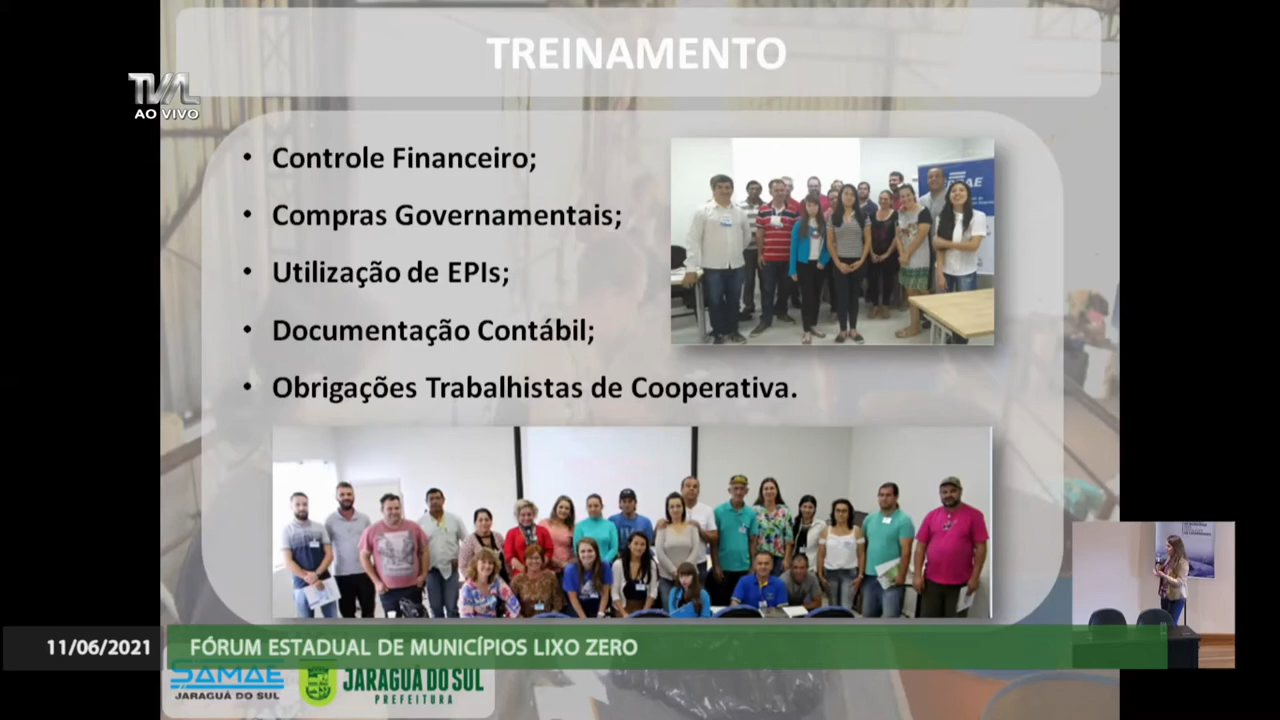 TREINAMENTO
TVAL
AO VIVO
• Controle Financeiro;
• Compras Governamentais;
• Utilização de EPIs;
• Documentação Contábil;
• Obrigações Trabalhistas de Cooperativa.
11/06/2021
FÓRUM ESTADUAL DE MUNICÍPIOS LIXO ZERO
SAMAE
JARAGUÁ DO SUL
JARAGUÁ DO SUL
PREFEITURA